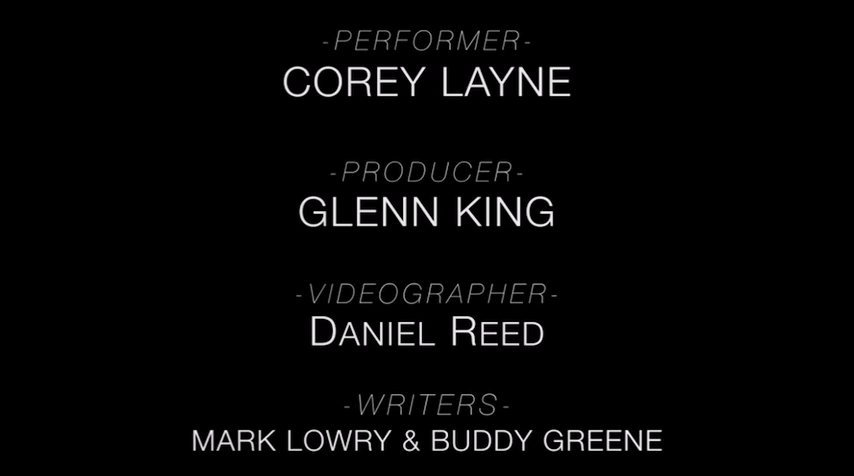 -PERFORMER-
COREY LAYNE
-PRODUCER-
GLENN KING
-VIDEOGRAPHER-
DANIEL REED
-WRITERS-
MARK LOWRY & BUDDY GREENE